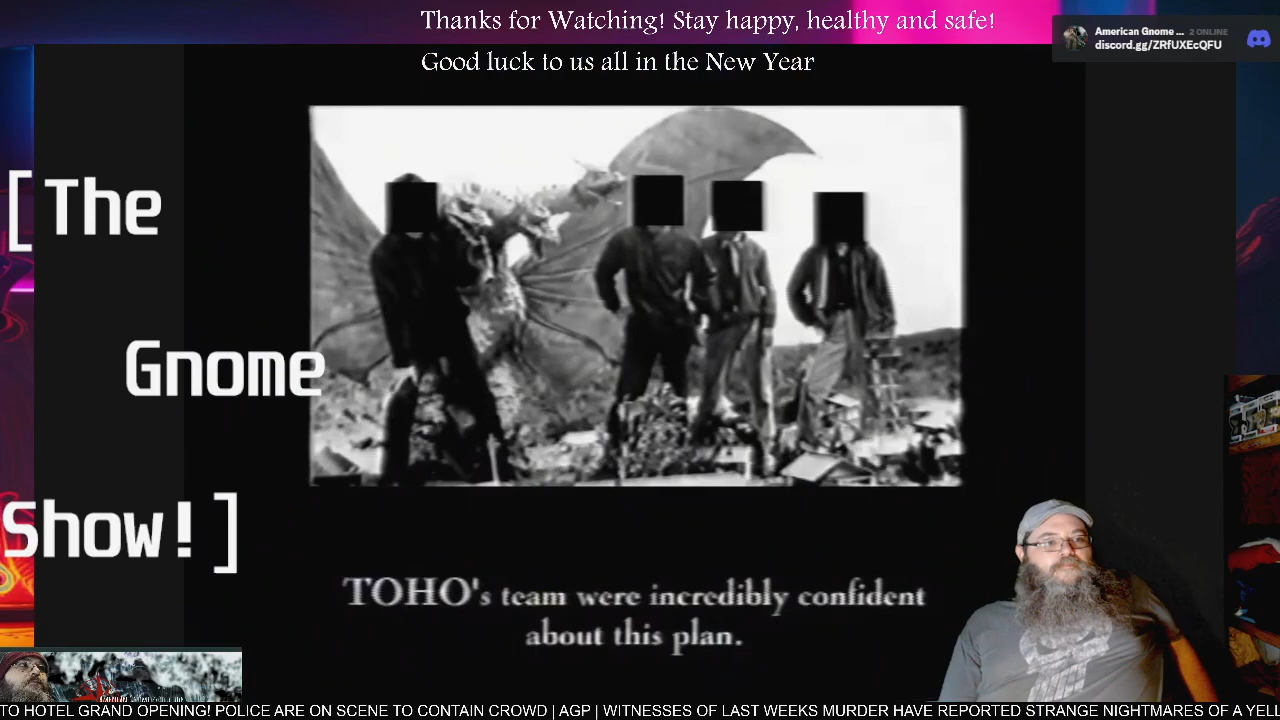 Thanks for Watching! Stay happy, healthy and safe!
Good luck to us all in the New Year
American Gnome ... 2 ONLINE
discord.gg/ZRfUXEcQFU
[The
Gnome
Show!]
TOHO's team were incredibly confident
about this plan.
TO HOTEL GRAND OPENING! POLICE ARE ON SCENE TO CONTAIN CROWD | AGP | WITNESSES OF LAST WEEKS MURDER HAVE REPORTED STRANGE NIGHTMARES OF A YELL